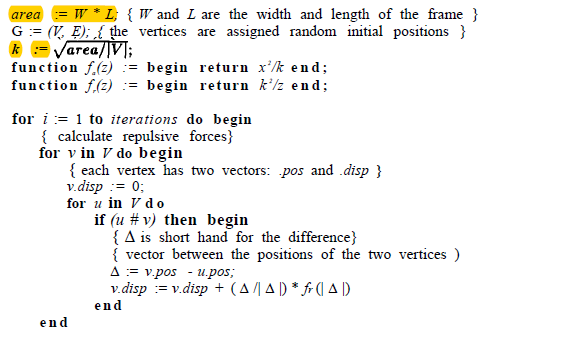 area := W * L; { W and L are the width and length of the frame }
G := (V, E); { the vertices are assigned random initial positions }
k := √area/|V|;
function fₐ(z) := begin return x²/k end;
function fᵣ(z) := begin return k²/z end;
for i := 1 to iterations do begin
{ calculate repulsive forces}
for v in V do begin
{ each vertex has two vectors: .pos and .disp }
v.disp := 0;
for u in V do
if (u # v) then begin
{ Δ is short hand for the difference}
{ vector between the positions of the two vertices )
Δ := v.pos - u.pos;
v.disp := v.disp + ( Δ /| Δ |) * fr (| Δ |)
end
end